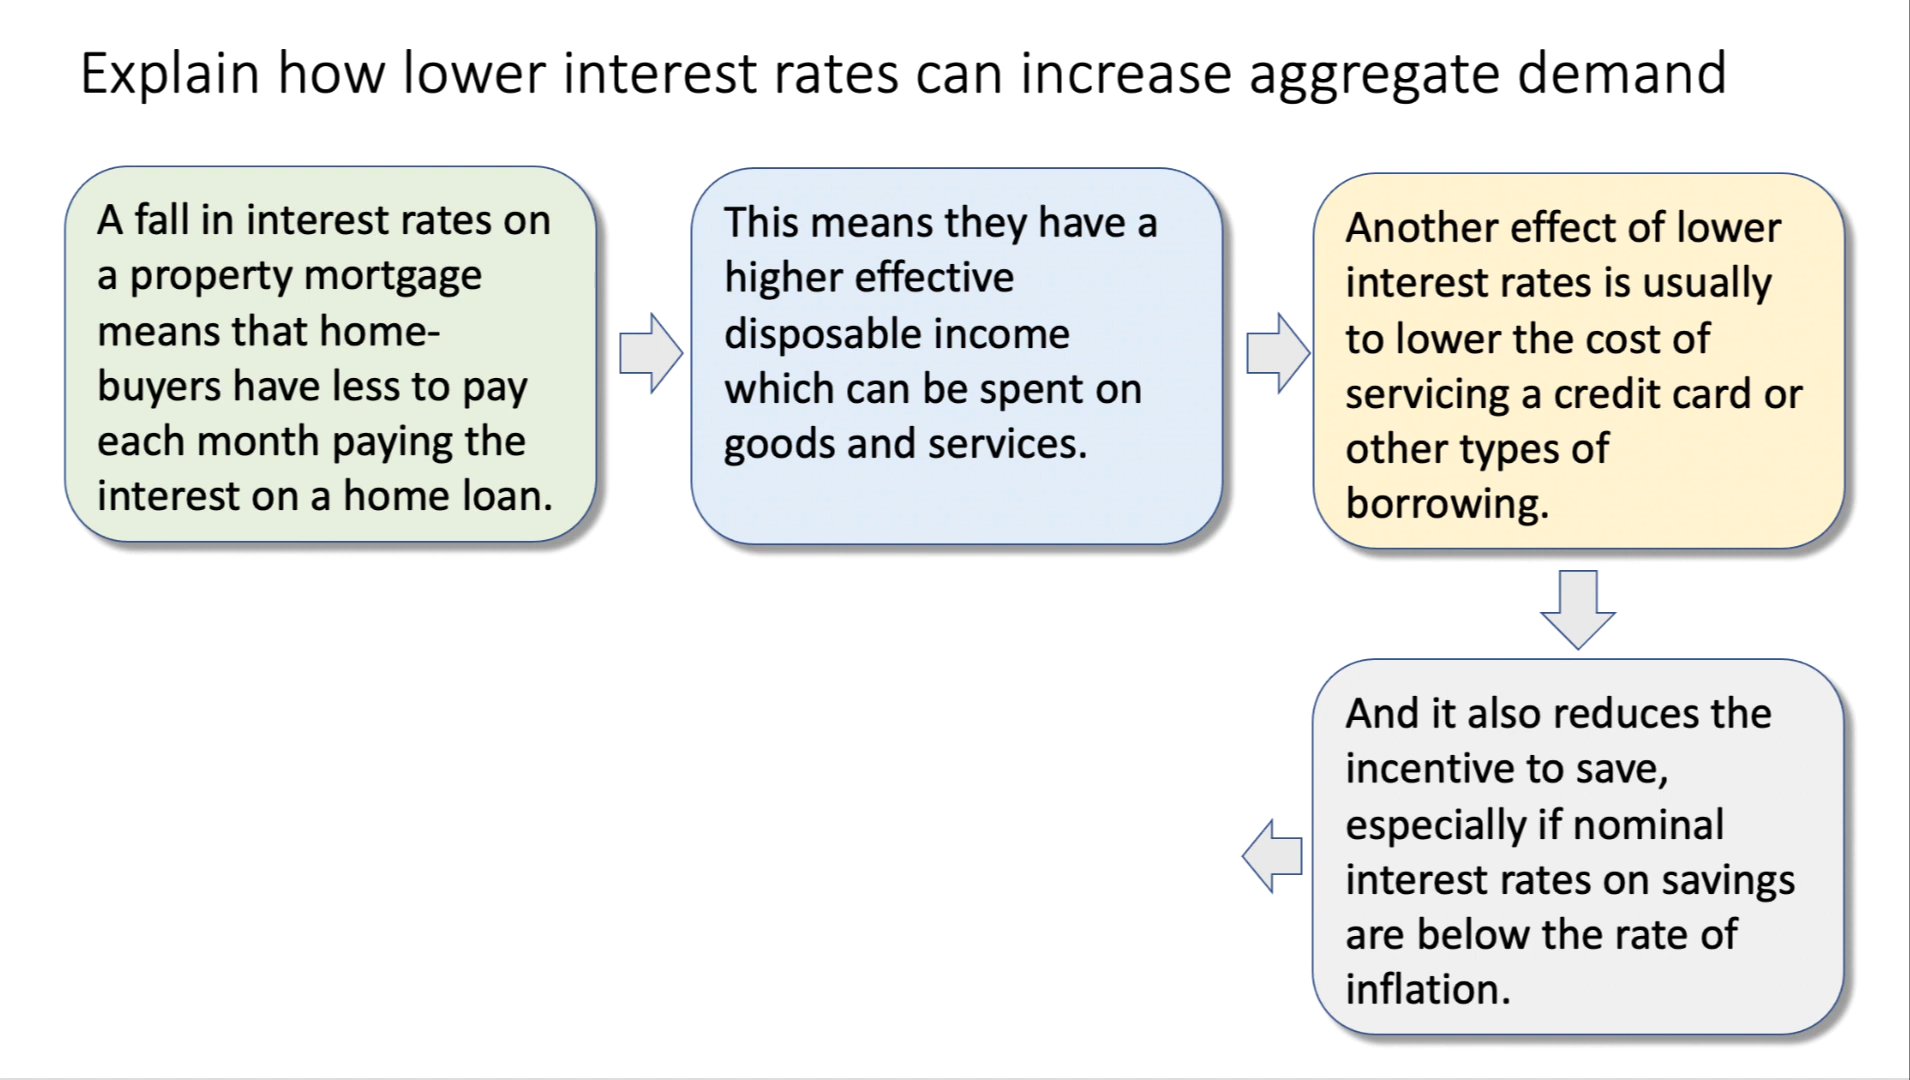 Explain how lower interest rates can increase aggregate demand
A fall in interest rates on
a property mortgage
means that home-
buyers have less to pay
each month paying the
interest on a home loan.
This means they have a
higher effective
disposable income
which can be spent on
goods and services.
Another effect of lower
interest rates is usually
to lower the cost of
servicing a credit card or
other types of
borrowing.
And it also reduces the
incentive to save,
especially if nominal
interest rates on savings
are below the rate of
inflation.